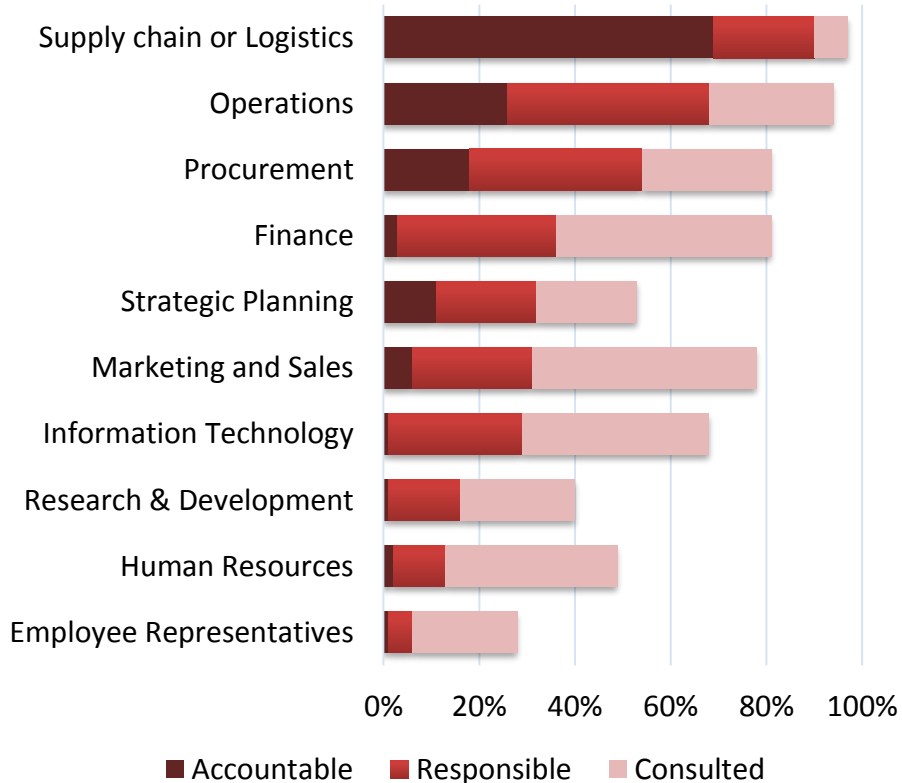 Supply chain or Logistics
Operations
Procurement
Finance
Strategic Planning
Marketing and Sales
Information Technology
Research & Development
Human Resources
Employee Representatives
0% 20% 40% 60% 80% 100%
Accountable Responsible Consulted